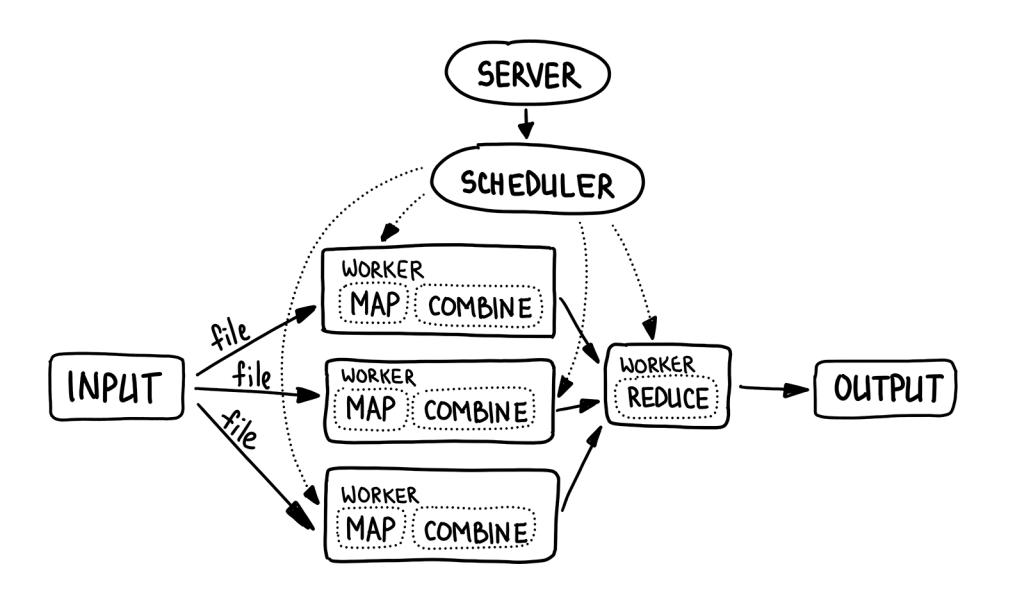 SERVER
SCHEDULER
WORKER
MAP COMBINE
file
file
file
INPUT
WORKER
MAP COMBINE
WORKER
REDUCE
OUTPUT
WORKER
MAP COMBINE